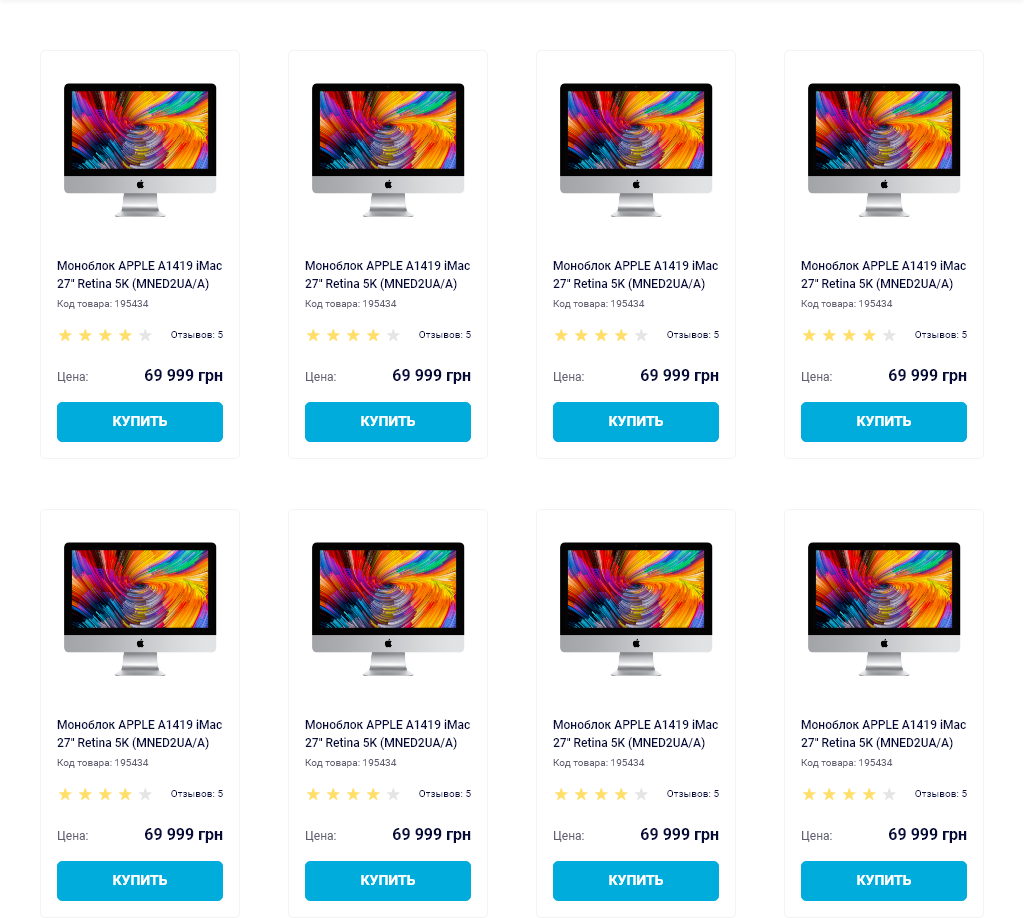 Моноблок APPLE A1419 iMac
27" Retina 5K (MNED2UA/A)
Код товара: 195434
Отзывов: 5
Цена: 69 999 грн
КУПИТЬ
Моноблок APPLE A1419 iMac
27" Retina 5K (MNED2UA/A)
Код товара: 195434
Отзывов: 5
Цена: 69 999 грн
КУПИТЬ
Моноблок APPLE A1419 iMac
27" Retina 5K (MNED2UA/A)
Код товара: 195434
Отзывов: 5
Цена: 69 999 грн
КУПИТЬ
Моноблок APPLE A1419 iMac
27" Retina 5K (MNED2UA/A)
Код товара: 195434
Отзывов: 5
Цена: 69 999 грн
КУПИТЬ
Моноблок APPLE A1419 iMac
27" Retina 5K (MNED2UA/A)
Код товара: 195434
Отзывов: 5
Цена: 69 999 грн
КУПИТЬ
Моноблок APPLE A1419 iMac
27" Retina 5K (MNED2UA/A)
Код товара: 195434
Отзывов: 5
Цена: 69 999 грн
КУПИТЬ
Моноблок APPLE A1419 iMac
27" Retina 5K (MNED2UA/A)
Код товара: 195434
Отзывов: 5
Цена: 69 999 грн
КУПИТЬ
Моноблок APPLE A1419 iMac
27" Retina 5K (MNED2UA/A)
Код товара: 195434
Отзывов: 5
Цена: 69 999 грн
КУПИТЬ